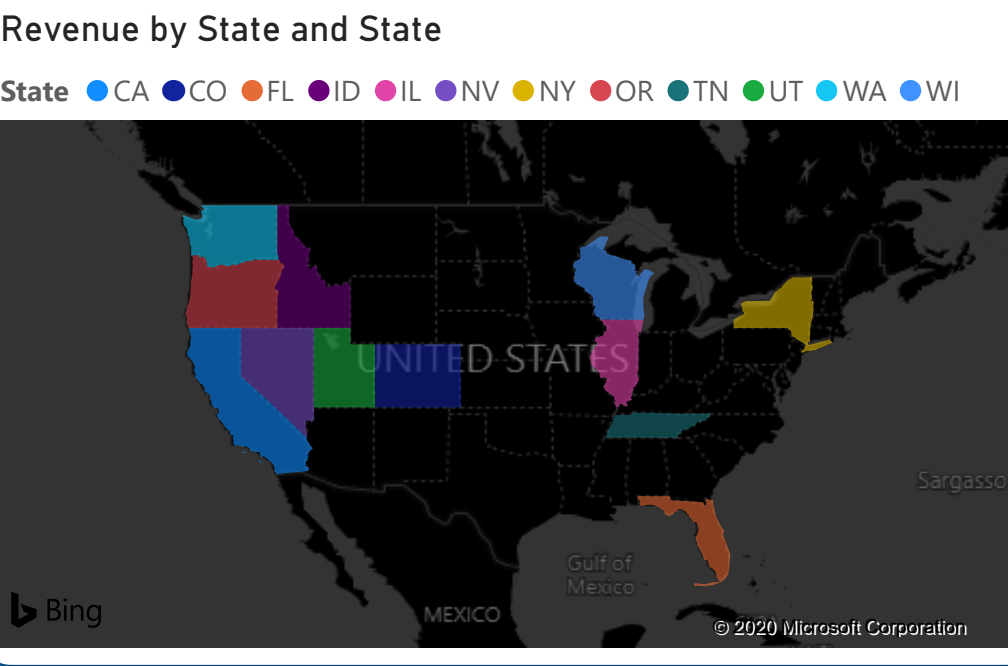 Revenue by State and State
State CA CO FL ID IL NV NY OR TN UT WA WI
UNITED STATES
Sargasso
Gulf of
Mexico
Bing
MEXICO
© 2020 Microsoft Corporation